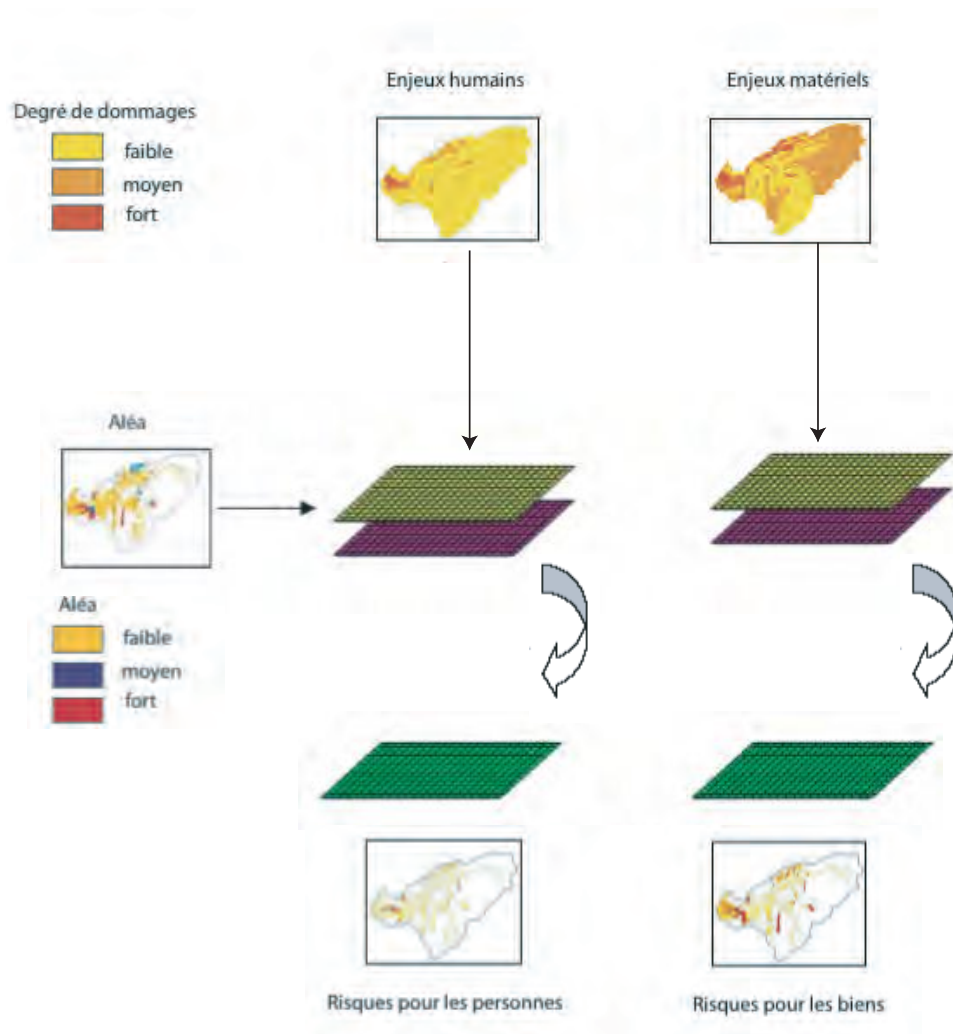 Enjeux humains
Enjeux matériels
Degré de dommages
faible
moyen
fort
Aléa
Aléa
faible
moyen
fort
Risques pour les personnes
Risques pour les biens